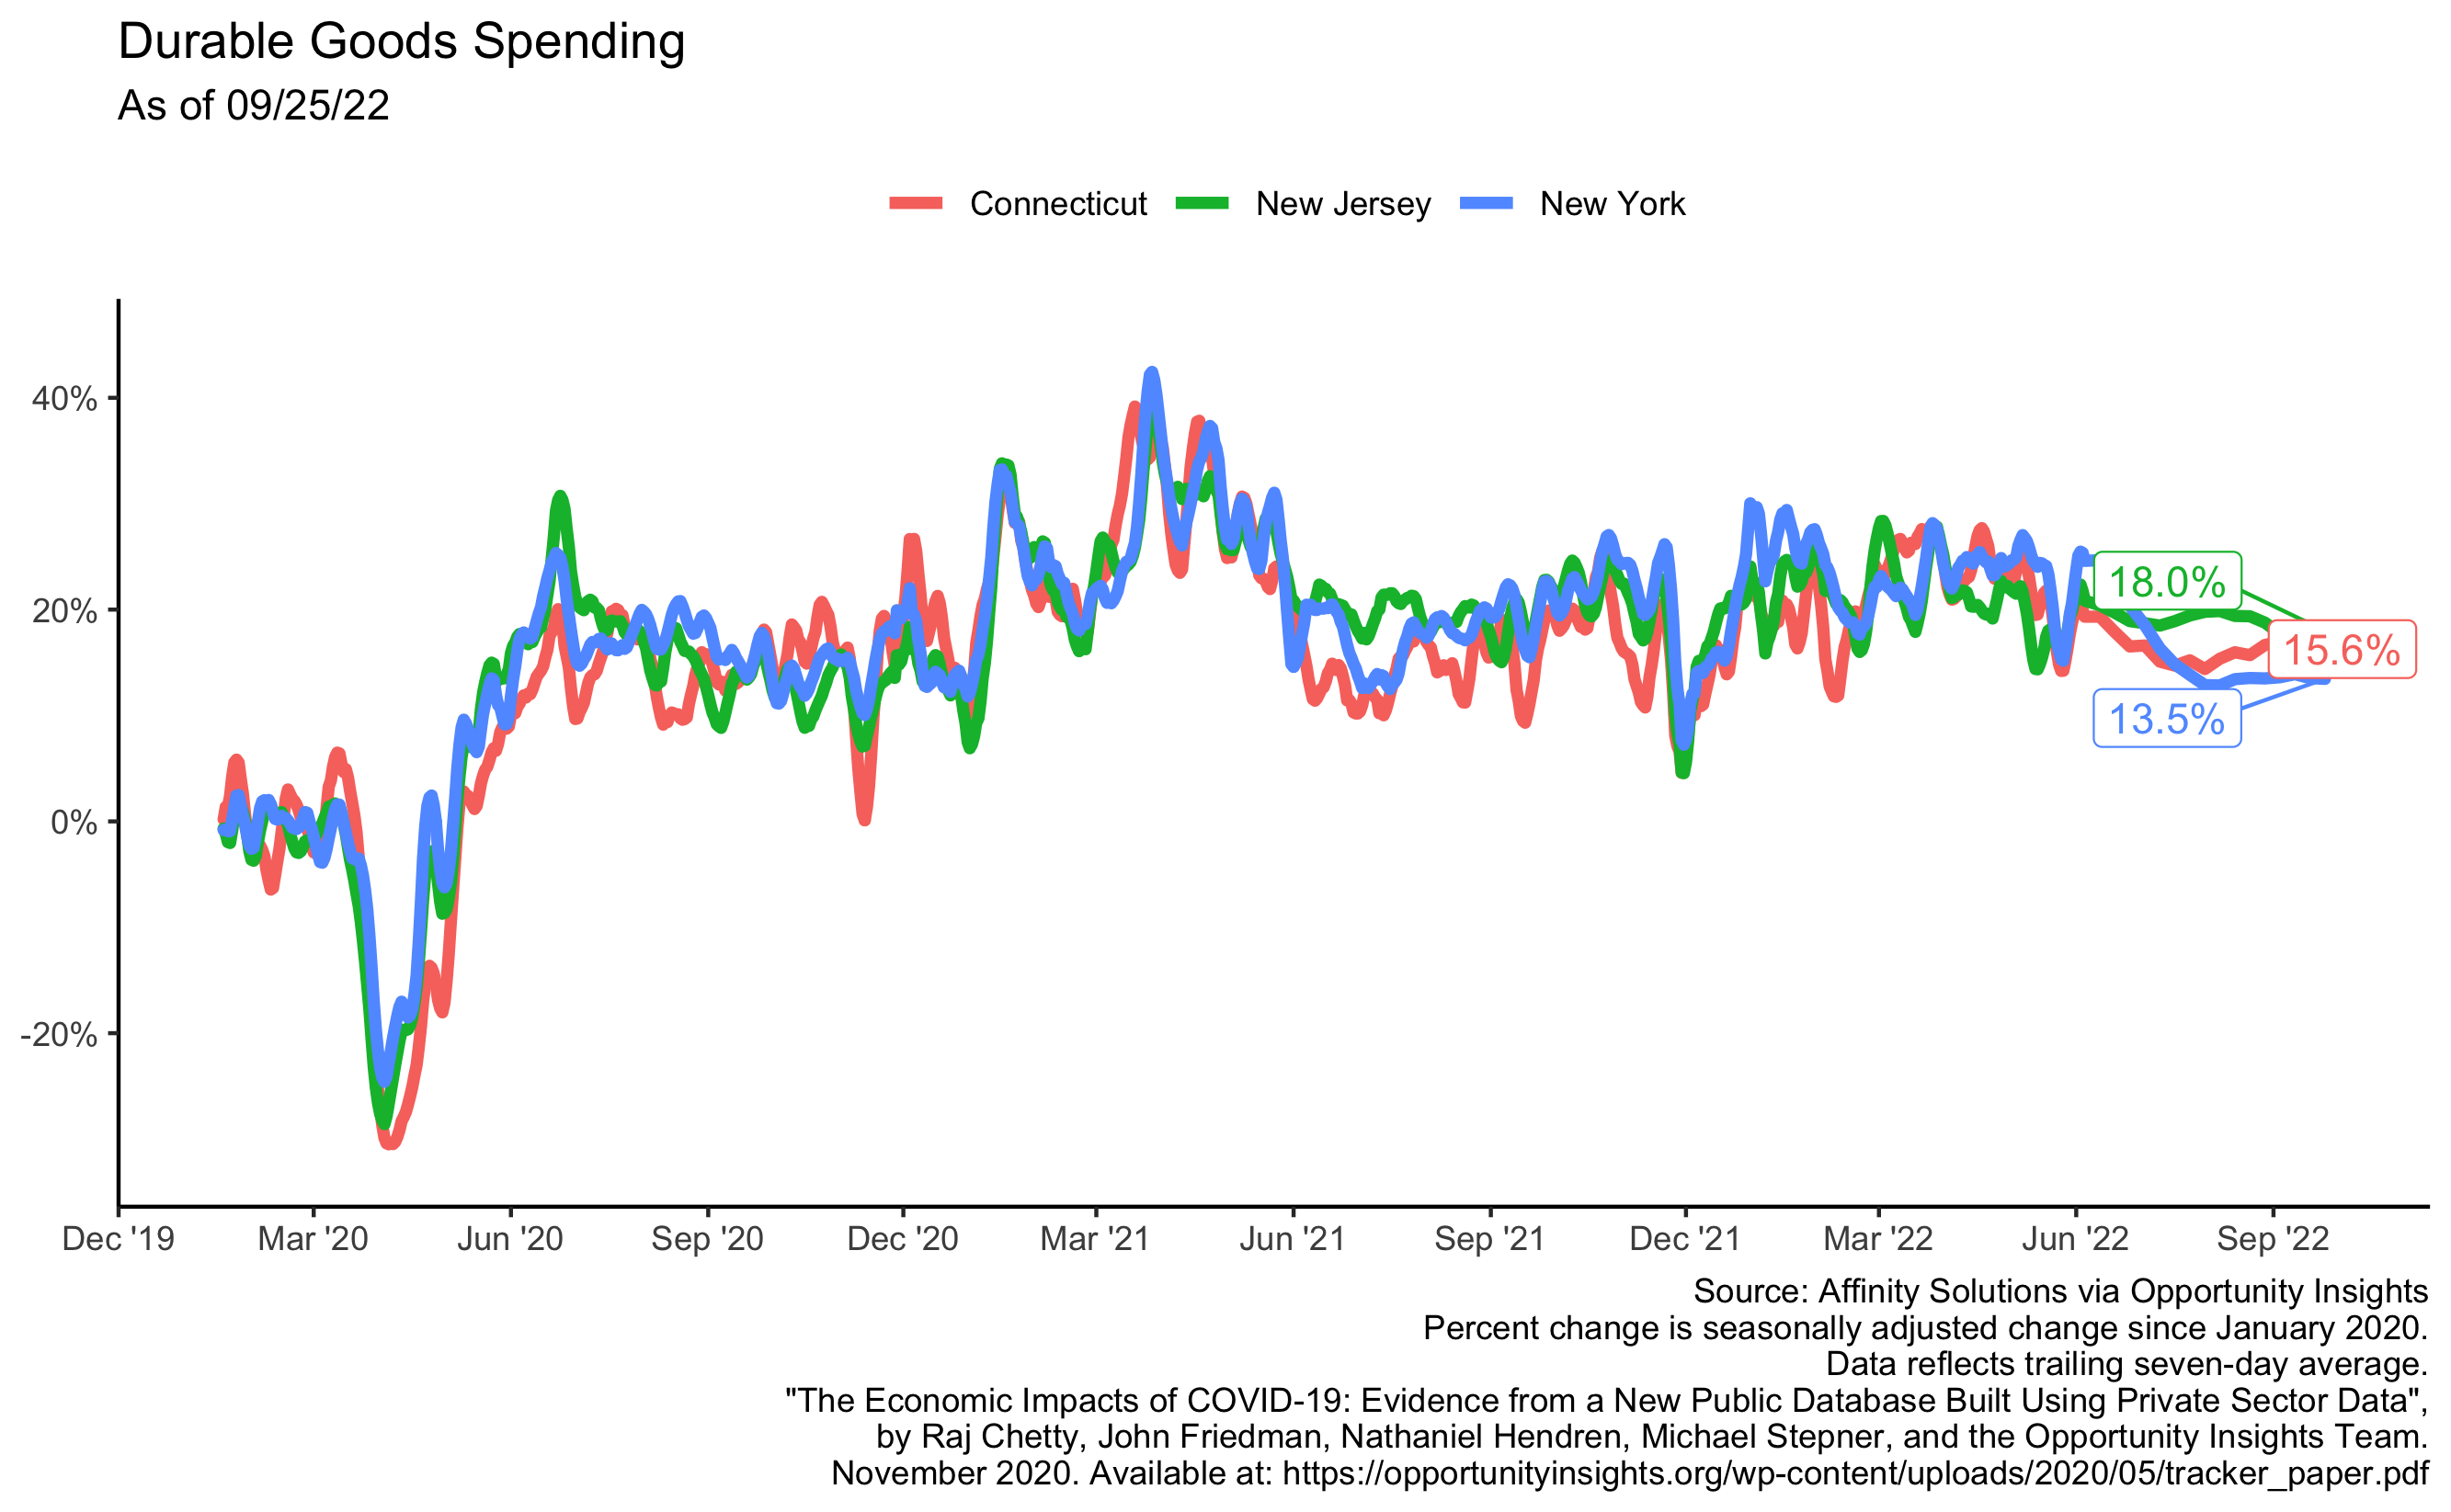 Durable Goods Spending
As of 09/25/22
Connecticut New Jersey New York
40%
20%
0%
-20%
18.0%
15.6%
13.5%
Dec '19 Mar '20 Jun '20 Sep '20 Dec '20 Mar '21 Jun '21 Sep '21 Dec '21 Mar '22 Jun '22 Sep '22
Source: Affinity Solutions via Opportunity Insights
Percent change is seasonally adjusted change since January 2020.
Data reflects trailing seven-day average.
"The Economic Impacts of COVID-19: Evidence from a New Public Database Built Using Private Sector Data",
by Raj Chetty, John Friedman, Nathaniel Hendren, Michael Stepner, and the Opportunity Insights Team.
November 2020. Available at: https://opportunityinsights.org/wp-content/uploads/2020/05/tracker_paper.pdf